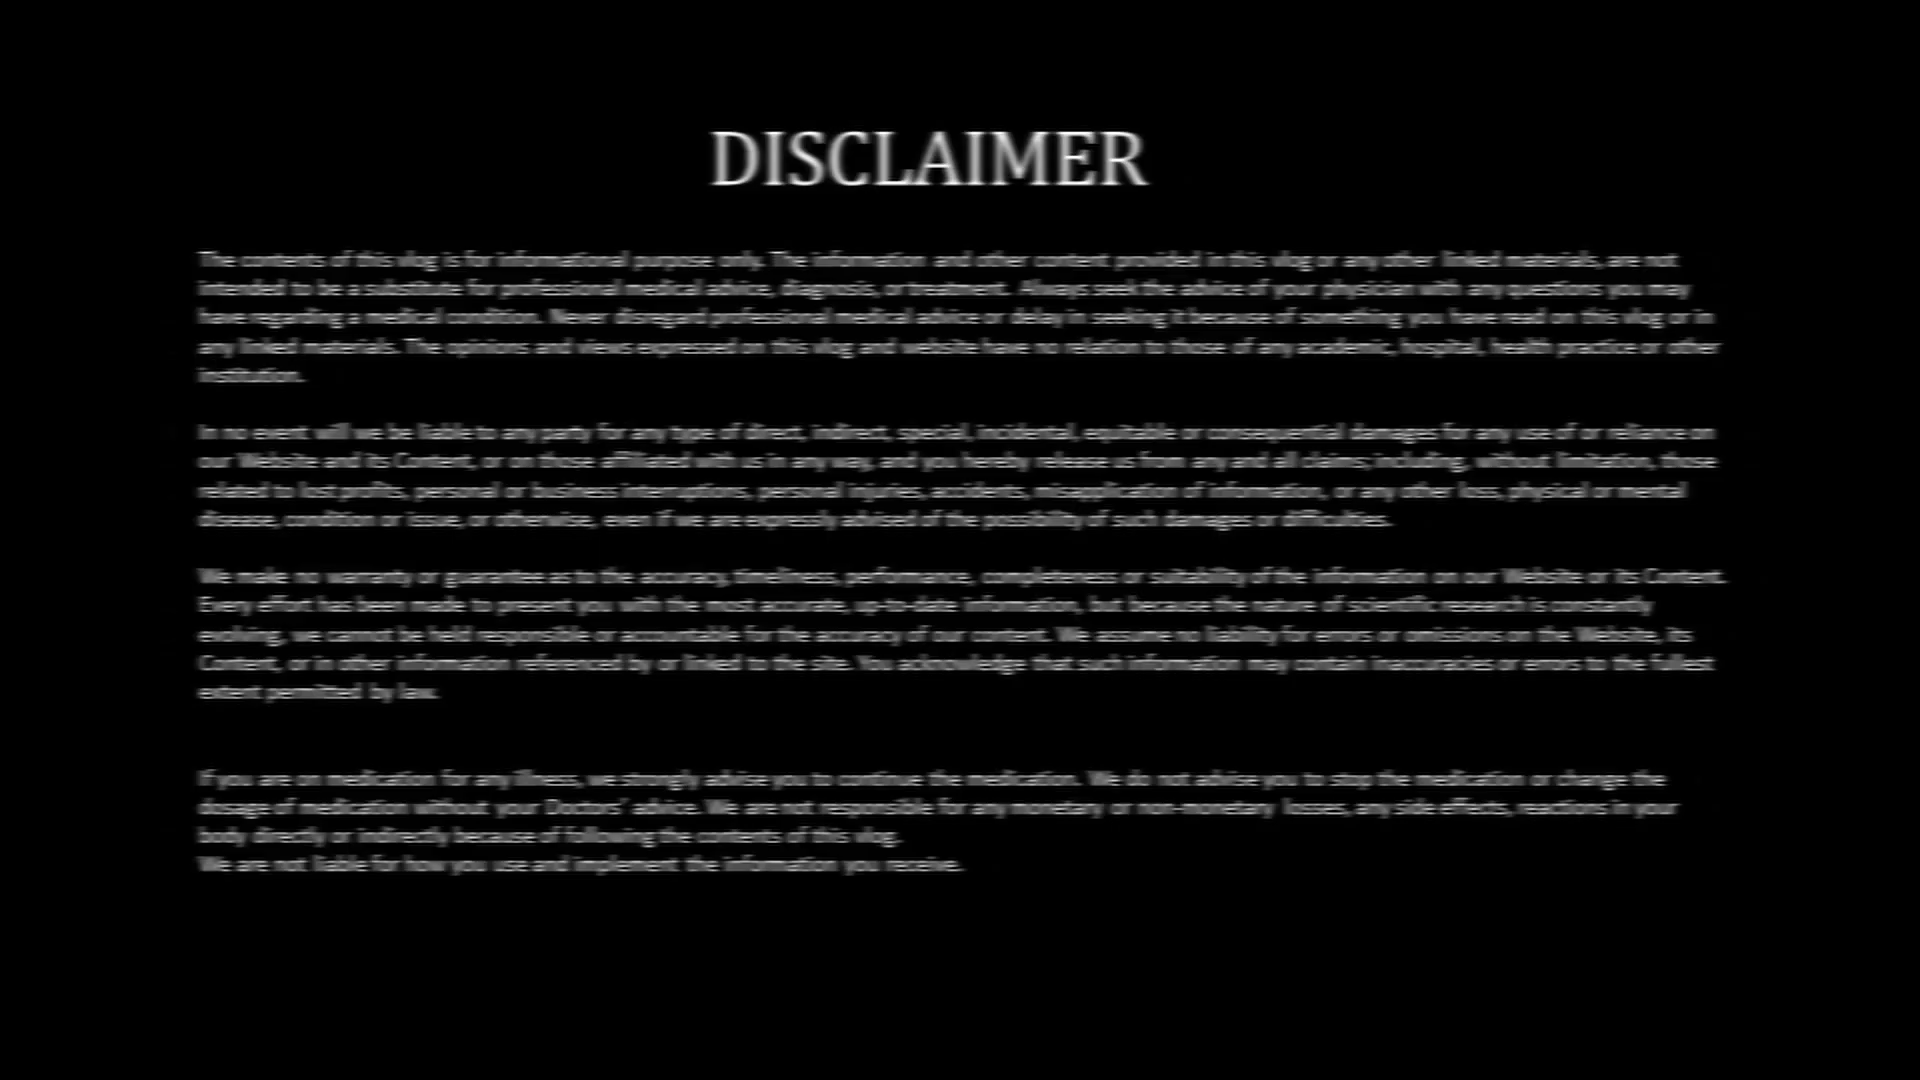 DISCLAIMER
The contents of this vlog is for informational purpose only. The information and other content provided in this vlog or any other linked materials, are not
intended to be a substitute for professional medical advice, diagnosis, or treatment. Always seek the advice of your physician with any questions you may
have regarding a medical condition. Never disregard professional medical advice or delay in seeking it because of something you have read on this vlog or in
any linked materials. The opinions and views expressed on this vlog and website have no relation to those of any academic, hospital, health practice or other
institution.
In no event will we be liable to any party for any type of direct, indirect, special, incidental, equitable or consequential damages for any use of or reliance on
our Website and its Content, or on those affiliated with us in any way, and you hereby release us from any and all claims; including, without limitation, those
related to lost profits, personal or business interruptions, personal injuries, accidents, misapplication of information, or any other loss, physical or mental
disease, condition or issue, or otherwise, even if we are expressly advised of the possibility of such damages or difficulties.
We make no warranty or guarantee as to the accuracy, timeliness, performance, completeness or suitability of the information on our Website or its Content.
Every effort has been made to present you with the most accurate, up-to-date information, but because the nature of scientific research is constantly
evolving, we cannot be held responsible or accountable for the accuracy of our content. We assume no liability for errors or omissions on the Website, its
Content, or in other information referenced by or linked to the site. You acknowledge that such information may contain inaccuracies or errors to the fullest
extent permitted by law.
If you are on medication for any illness, we strongly advise you to continue the medication. We do not advise you to stop the medication or change the
dosage of medication without your Doctors' advice. We are not responsible for any monetary or non-monetary losses, any side effects, reactions in your
body directly or indirectly because of following the contents of this vlog.
We are not liable for how you use and implement the information you receive.